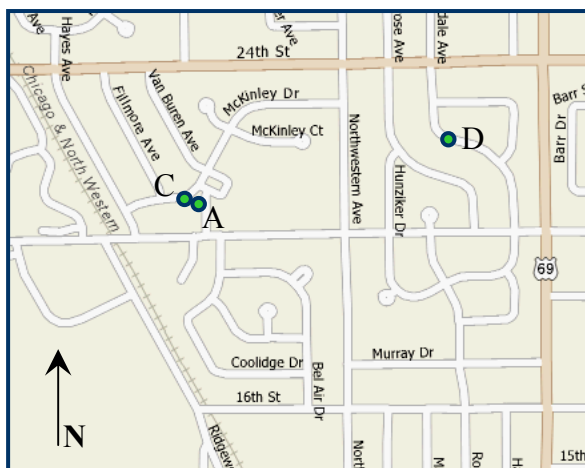 Hayes Ave
24th St
Chicago & North Western
Fillmore Ave
Van Buren Ave
McKinley Dr
McKinley Ct
Northwestern Ave
Hunziker Dr
Barr Dr
C
A
D
69
Coolidge Dr
Bel Air Dr
Murray Dr
16th St
15th
N